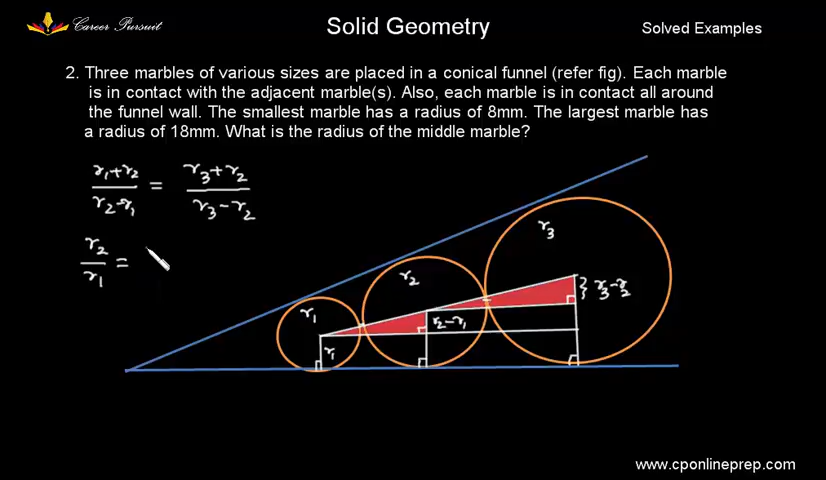 Career Pursuit
Solid Geometry
Solved Examples
2. Three marbles of various sizes are placed in a conical funnel (refer fig). Each marble
is in contact with the adjacent marble(s). Also, each marble is in contact all around
the funnel wall. The smallest marble has a radius of 8mm. The largest marble has
a radius of 18mm. What is the radius of the middle marble?
r₁+r₂ / r₂-r₁ = r₃+r₂ / r₃-r₂
r₂ / r₁ =
r₃
r₂
r₁
} r₃-r₂
r₂-r₁
r₁
www.cponlineprep.com